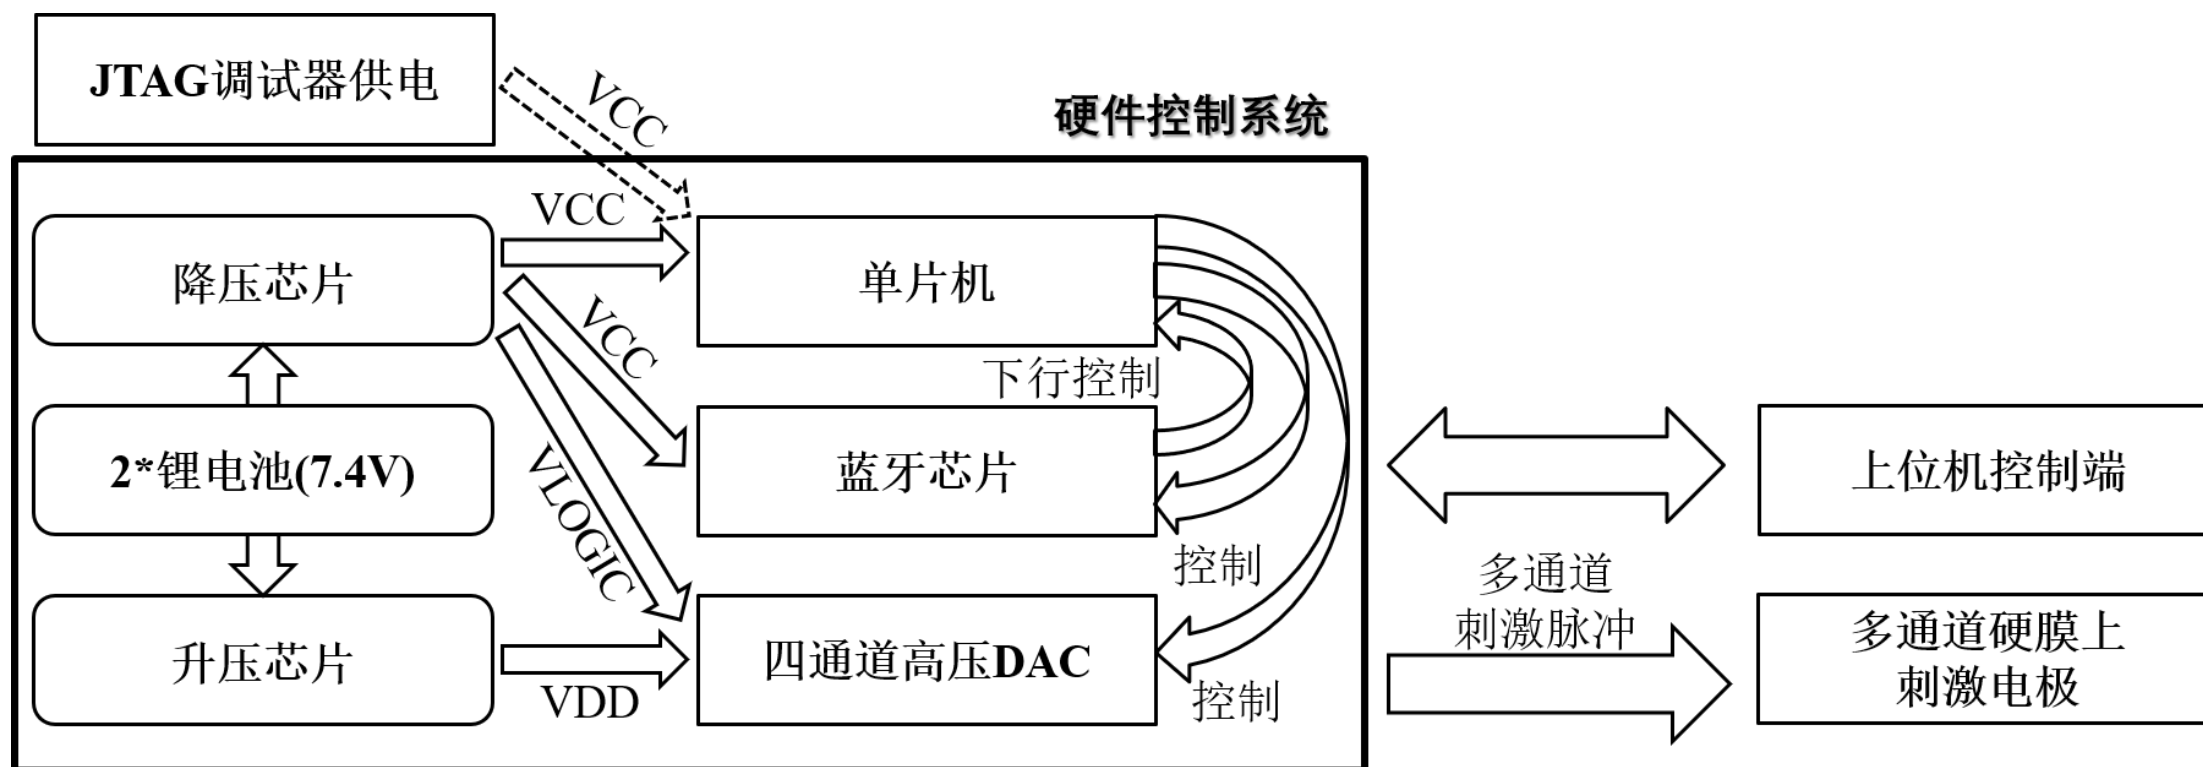 JTAG调试器供电
VCC
硬件控制系统
VCC
降压芯片
单片机
VCC
下行控制
2*锂电池(7.4V)
蓝牙芯片
上位机控制端
VLOGIC
控制
多通道
刺激脉冲
升压芯片
VDD
四通道高压DAC
控制
多通道硬膜上
刺激电极